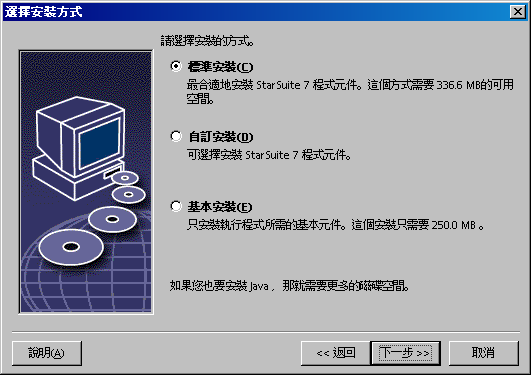 選擇安裝方式
請選擇安裝的方式。
標準安裝(C)
最合適地安裝 StarSuite 7 程式元件。這個方式需要 336.6 MB的可用
空間。
自訂安裝(D)
可選擇安裝 StarSuite 7 程式元件。
基本安裝(E)
只安裝執行程式所需的基本元件。這個安裝只需要 250.0 MB 。
如果您也要安裝 Java ，那就需要更多的磁碟空間。
說明(A)
<< 返回
下一步 >>
取消